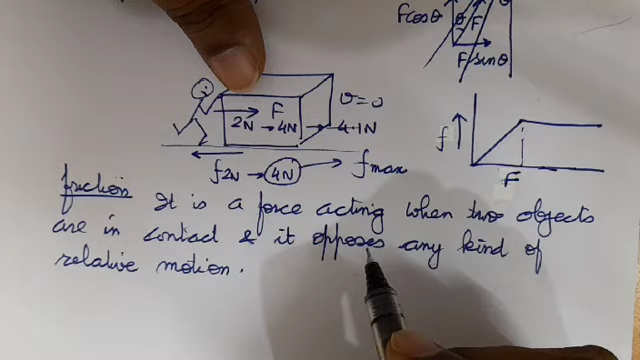 Fcosθ
θ
F
θ
Fsinθ
F
v=0
2N → 4N → 4.1N
f 2N → 4N → fmax
f↑
F
friction It is a force acting when two objects
are in contact & it opposes any kind of
relative motion.